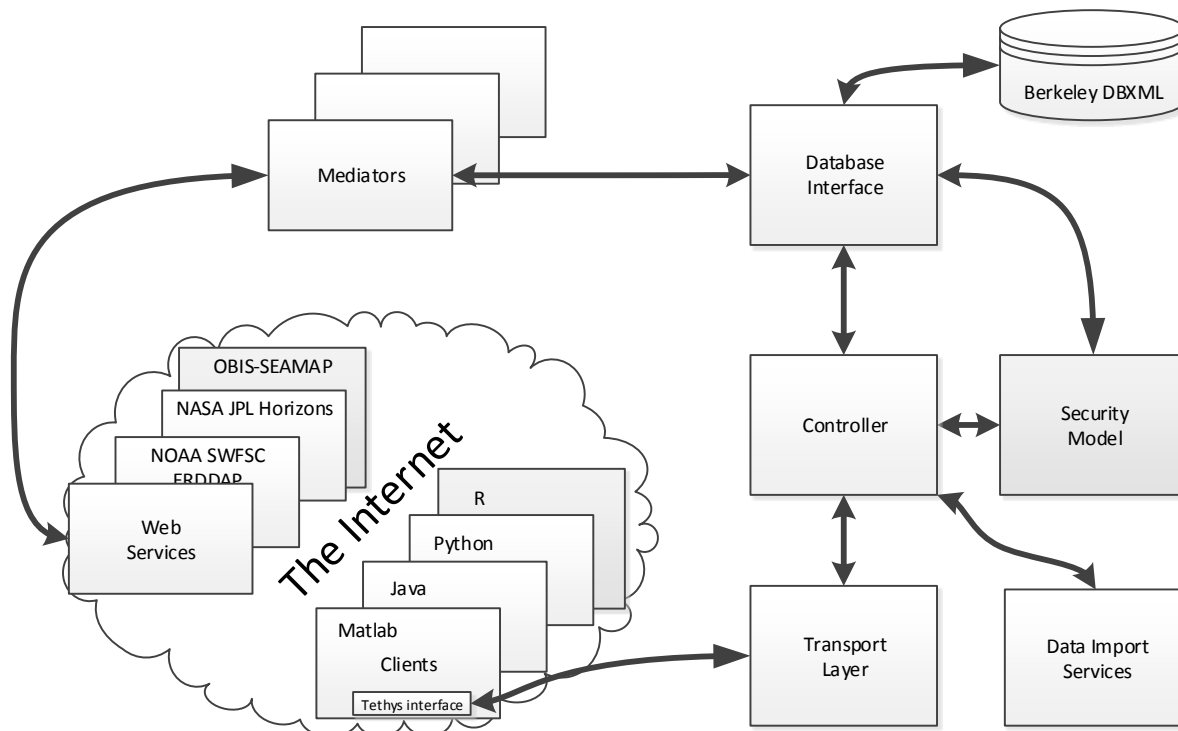 Berkeley DBXML
Mediators
Database
Interface
OBIS-SEAMAP
NASA JPL Horizons
NOAA SWFSC
ERDDAP
Web
Services
The Internet
R
Python
Java
Matlab
Clients
Tethys interface
Controller
Security
Model
Transport
Layer
Data Import
Services